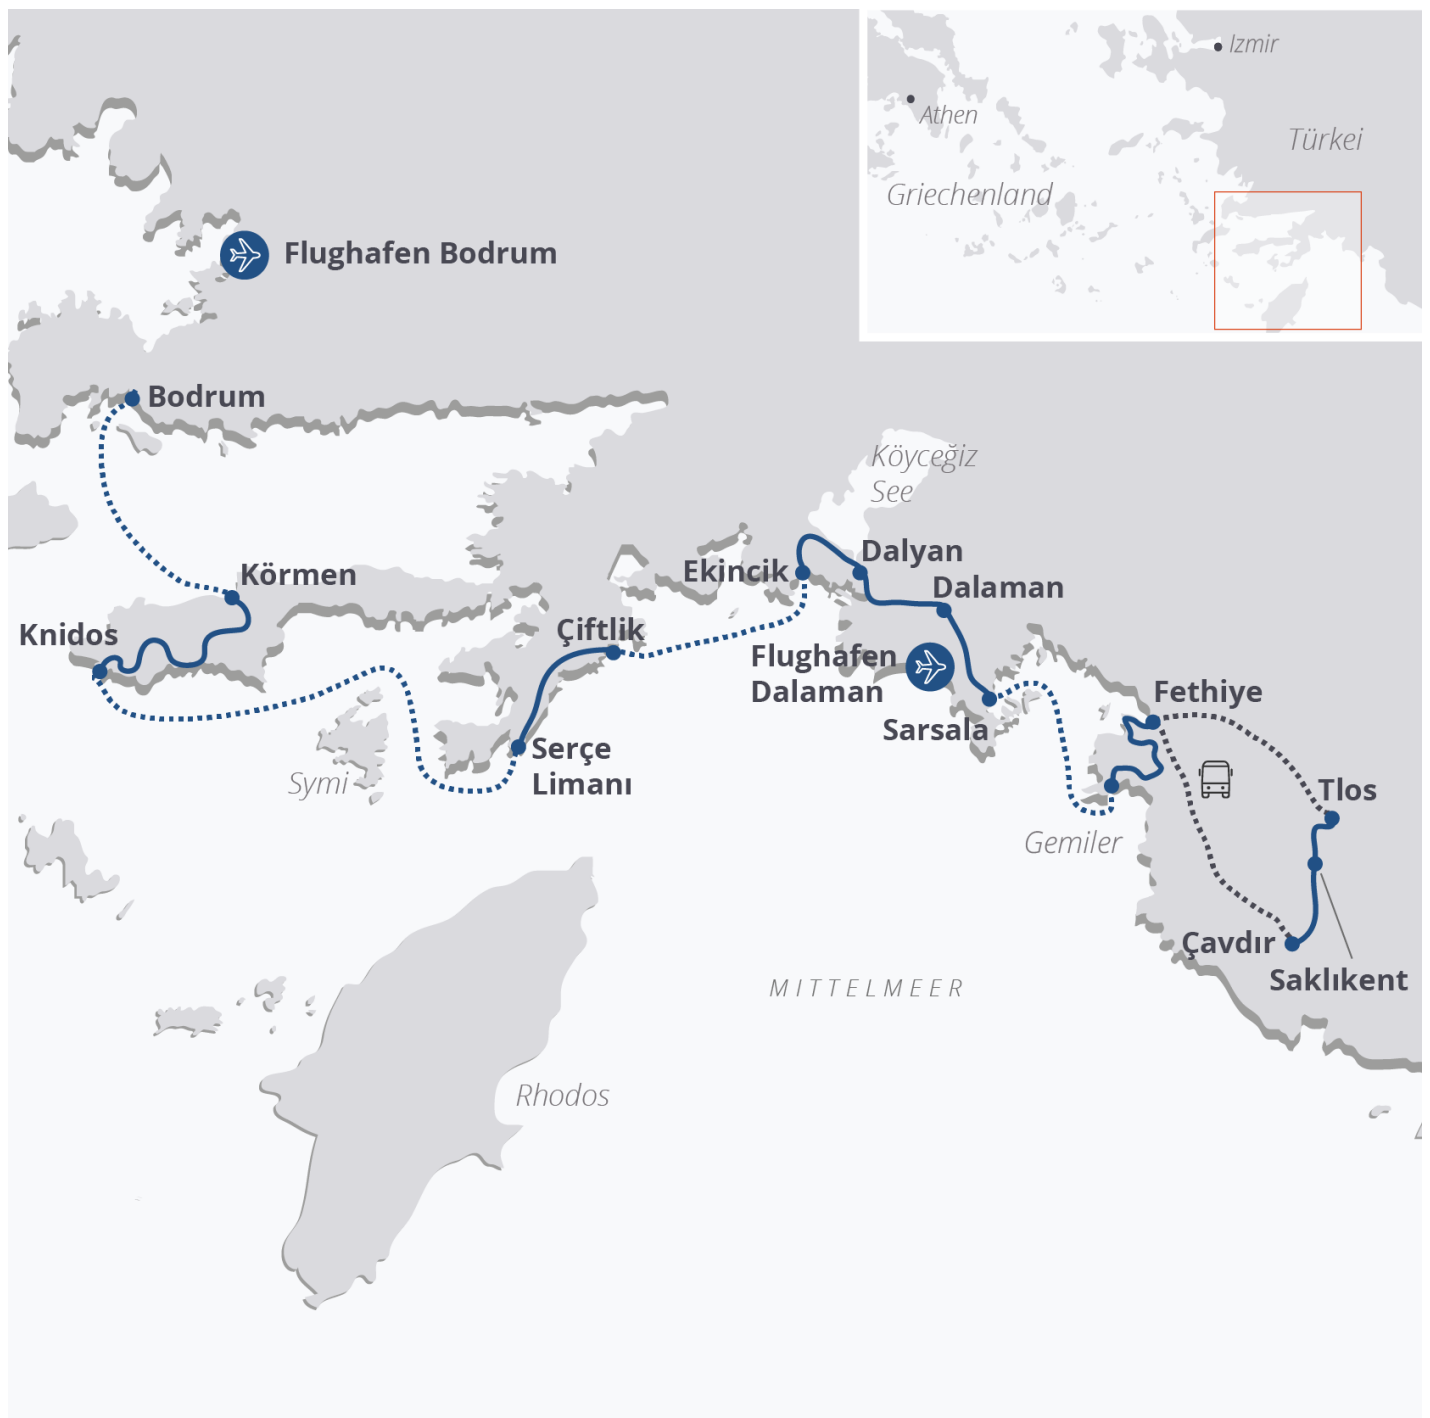 Izmir
Athen
Türkei
Griechenland
Flughafen Bodrum
Bodrum
Köyceğiz
See
Körmen
Ekincik
Dalyan
Dalaman
Knidos
Çiftlik
Flughafen
Dalaman
Fethiye
Sarsala
Serçe
Limanı
Symi
Tlos
Gemiler
Çavdır
Saklıkent
MITTELMEER
Rhodos